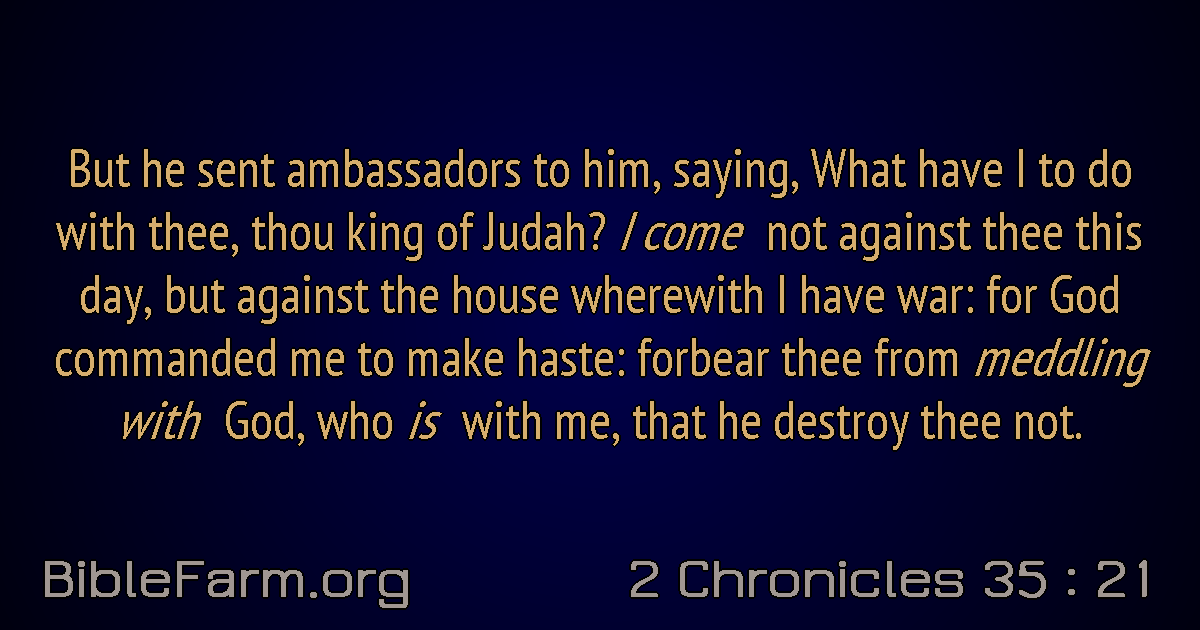 But he sent ambassadors to him, saying, What have I to do
with thee, thou king of Judah? I come not against thee this
day, but against the house wherewith I have war: for God
commanded me to make haste: forbear thee from meddling
with God, who is with me, that he destroy thee not.
BibleFarm.org
2 Chronicles 35 : 21